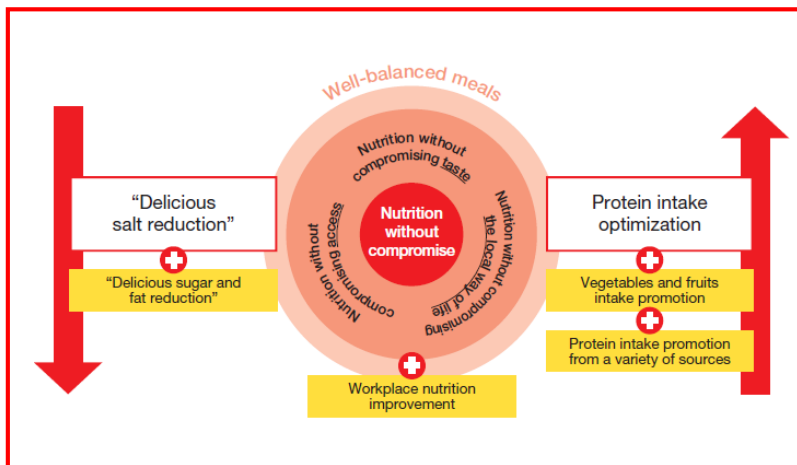 Well-balanced meals
Nutrition without
compromising taste
Nutrition without
compromising access
Nutrition without compromising
the local way of life
Nutrition
without
compromise
“Delicious
salt reduction”
“Delicious sugar and
fat reduction”
Protein intake
optimization
Vegetables and fruits
intake promotion
Protein intake promotion
from a variety of sources
Workplace nutrition
improvement